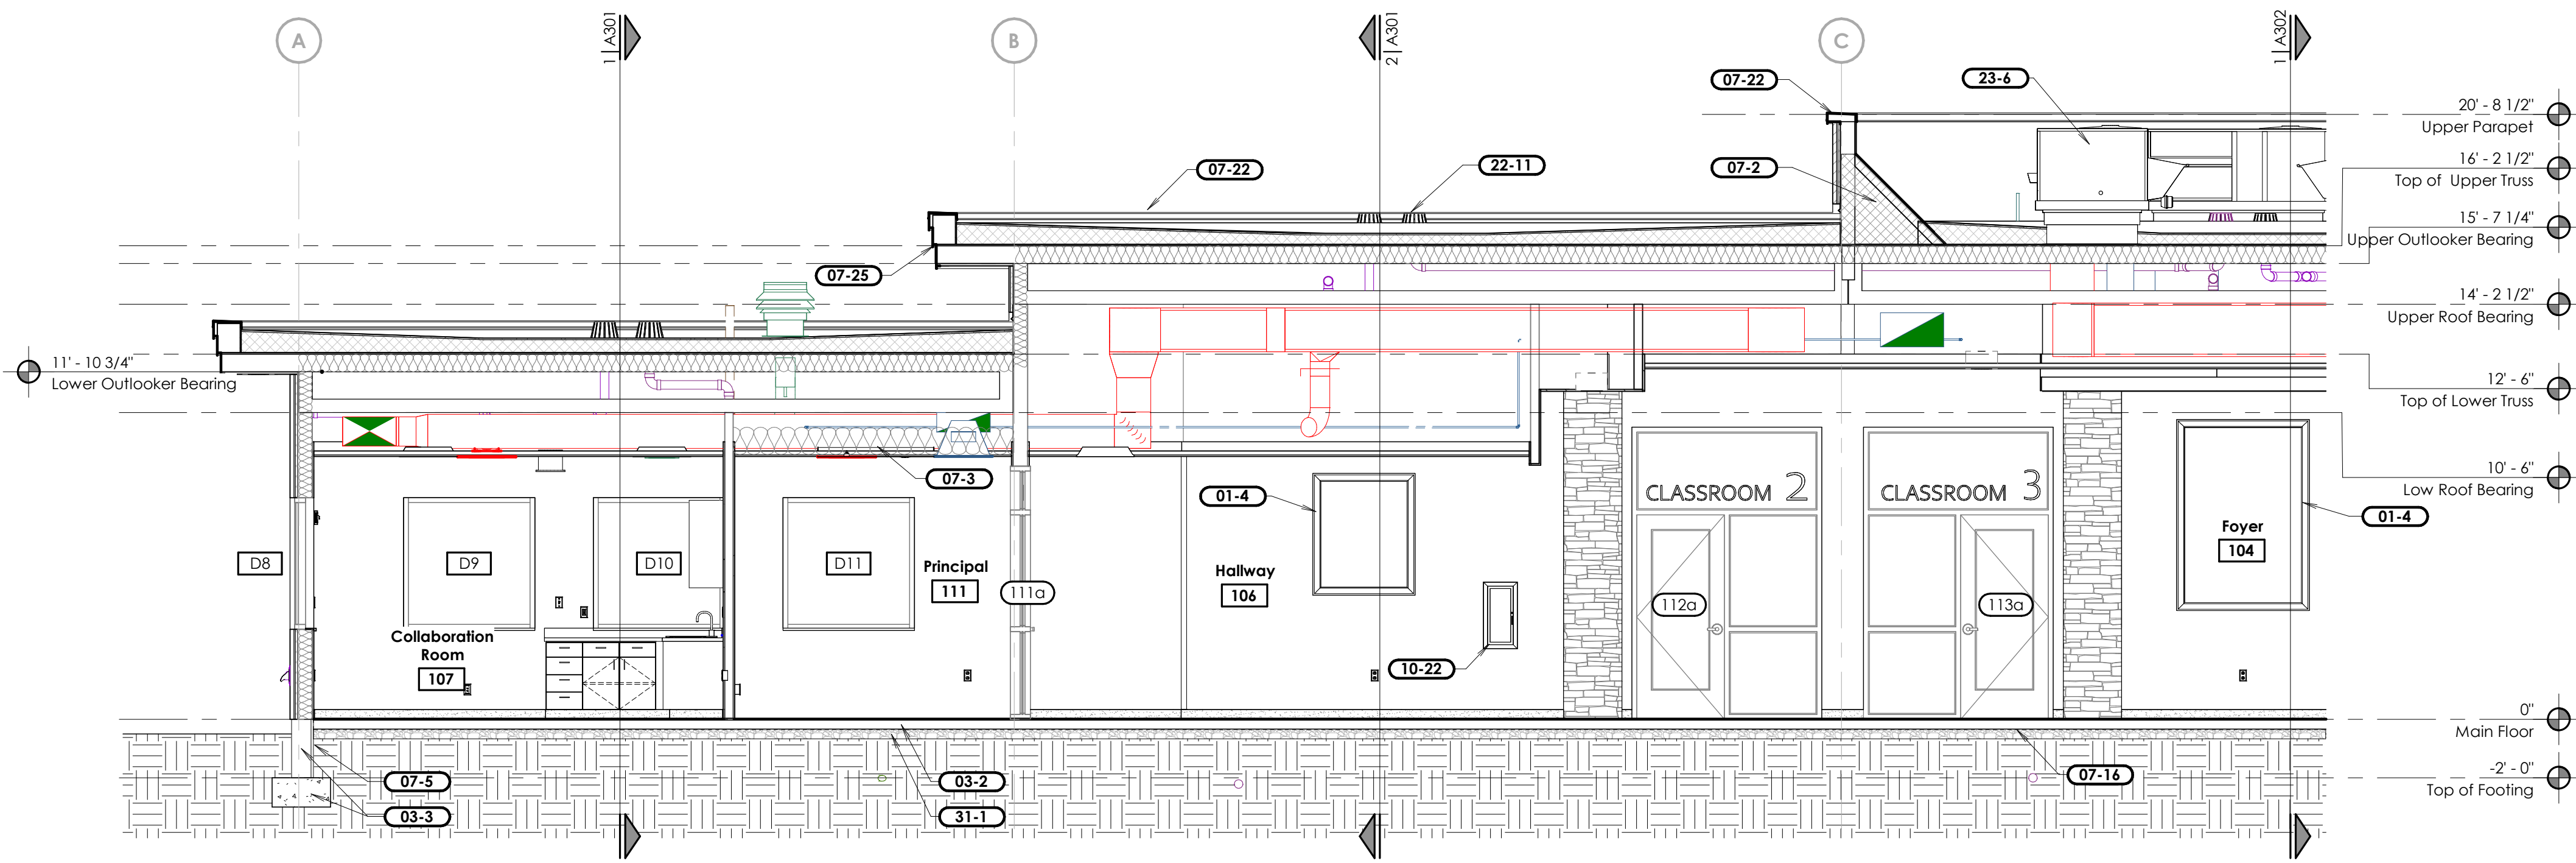 A
1 | A301
B
2 | A301
C
1 | A302
07-22
23-6
20' - 8 1/2"
Upper Parapet
07-22
22-11
07-2
16' - 2 1/2"
Top of Upper Truss
15' - 7 1/4"
Upper Outlooker Bearing
07-25
14' - 2 1/2"
Upper Roof Bearing
11' - 10 3/4"
Lower Outlooker Bearing
12' - 6"
Top of Lower Truss
10' - 6"
Low Roof Bearing
07-3
01-4
CLASSROOM 2
CLASSROOM 3
01-4
Foyer
104
D8
D9
D10
D11
Principal
111
111a
Hallway
106
112a
113a
Collaboration
Room
107
10-22
0"
Main Floor
07-5
03-2
07-16
-2' - 0"
Top of Footing
03-3
31-1